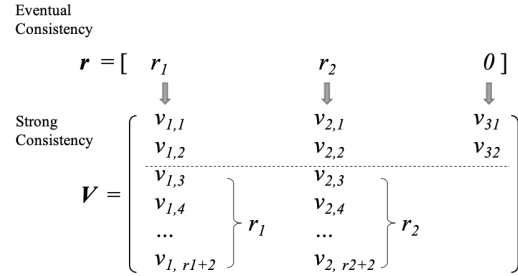 Eventual
Consistency
r = [ r1 r2 0 ]
Strong
Consistency
V =
v1,1 v2,1 v31
v1,2 v2,2 v32
v1,3 v2,3
v1,4 v2,4
... r1 ... r2
v1, r1+2 v2, r2+2